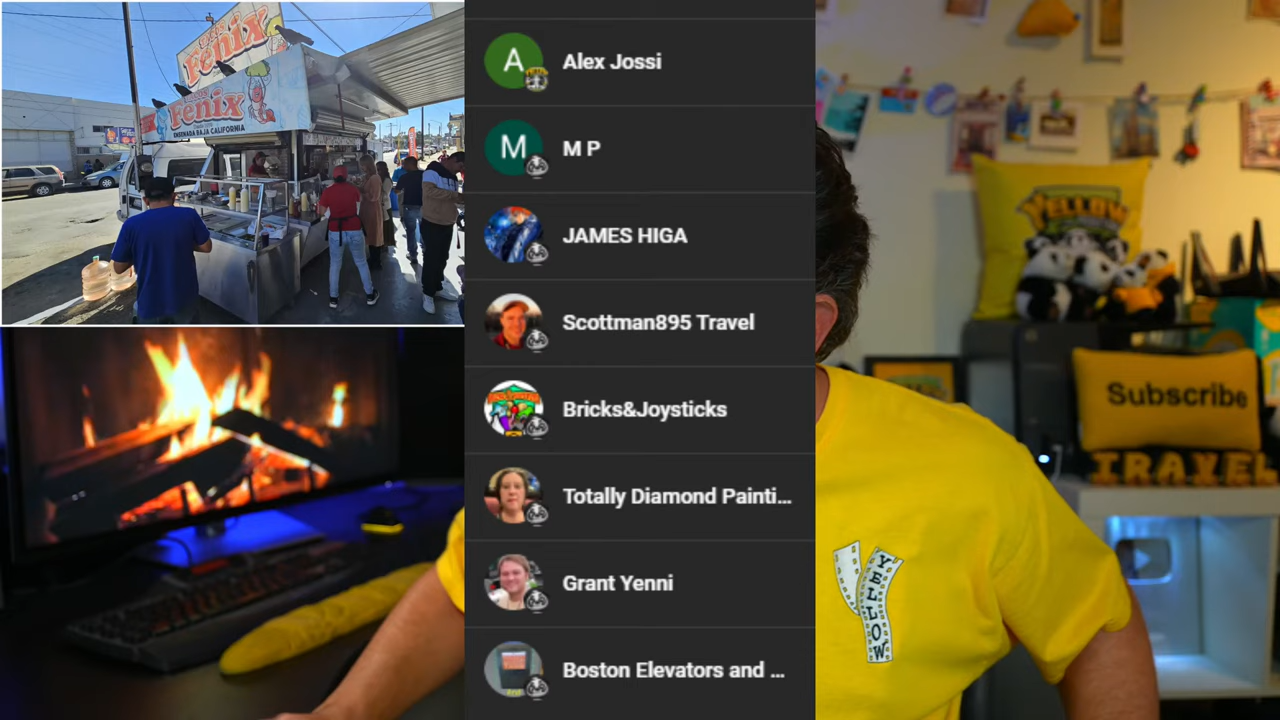 Fenix
Fenix
ENSENADA BAJA CALIFORNIA
A
Alex Jossi
M
M P
JAMES HIGA
Scottman895 Travel
Bricks&Joysticks
Totally Diamond Painti...
Grant Yenni
Boston Elevators and ...
YELLOW
Subscribe
TRAVEL
YELLOW